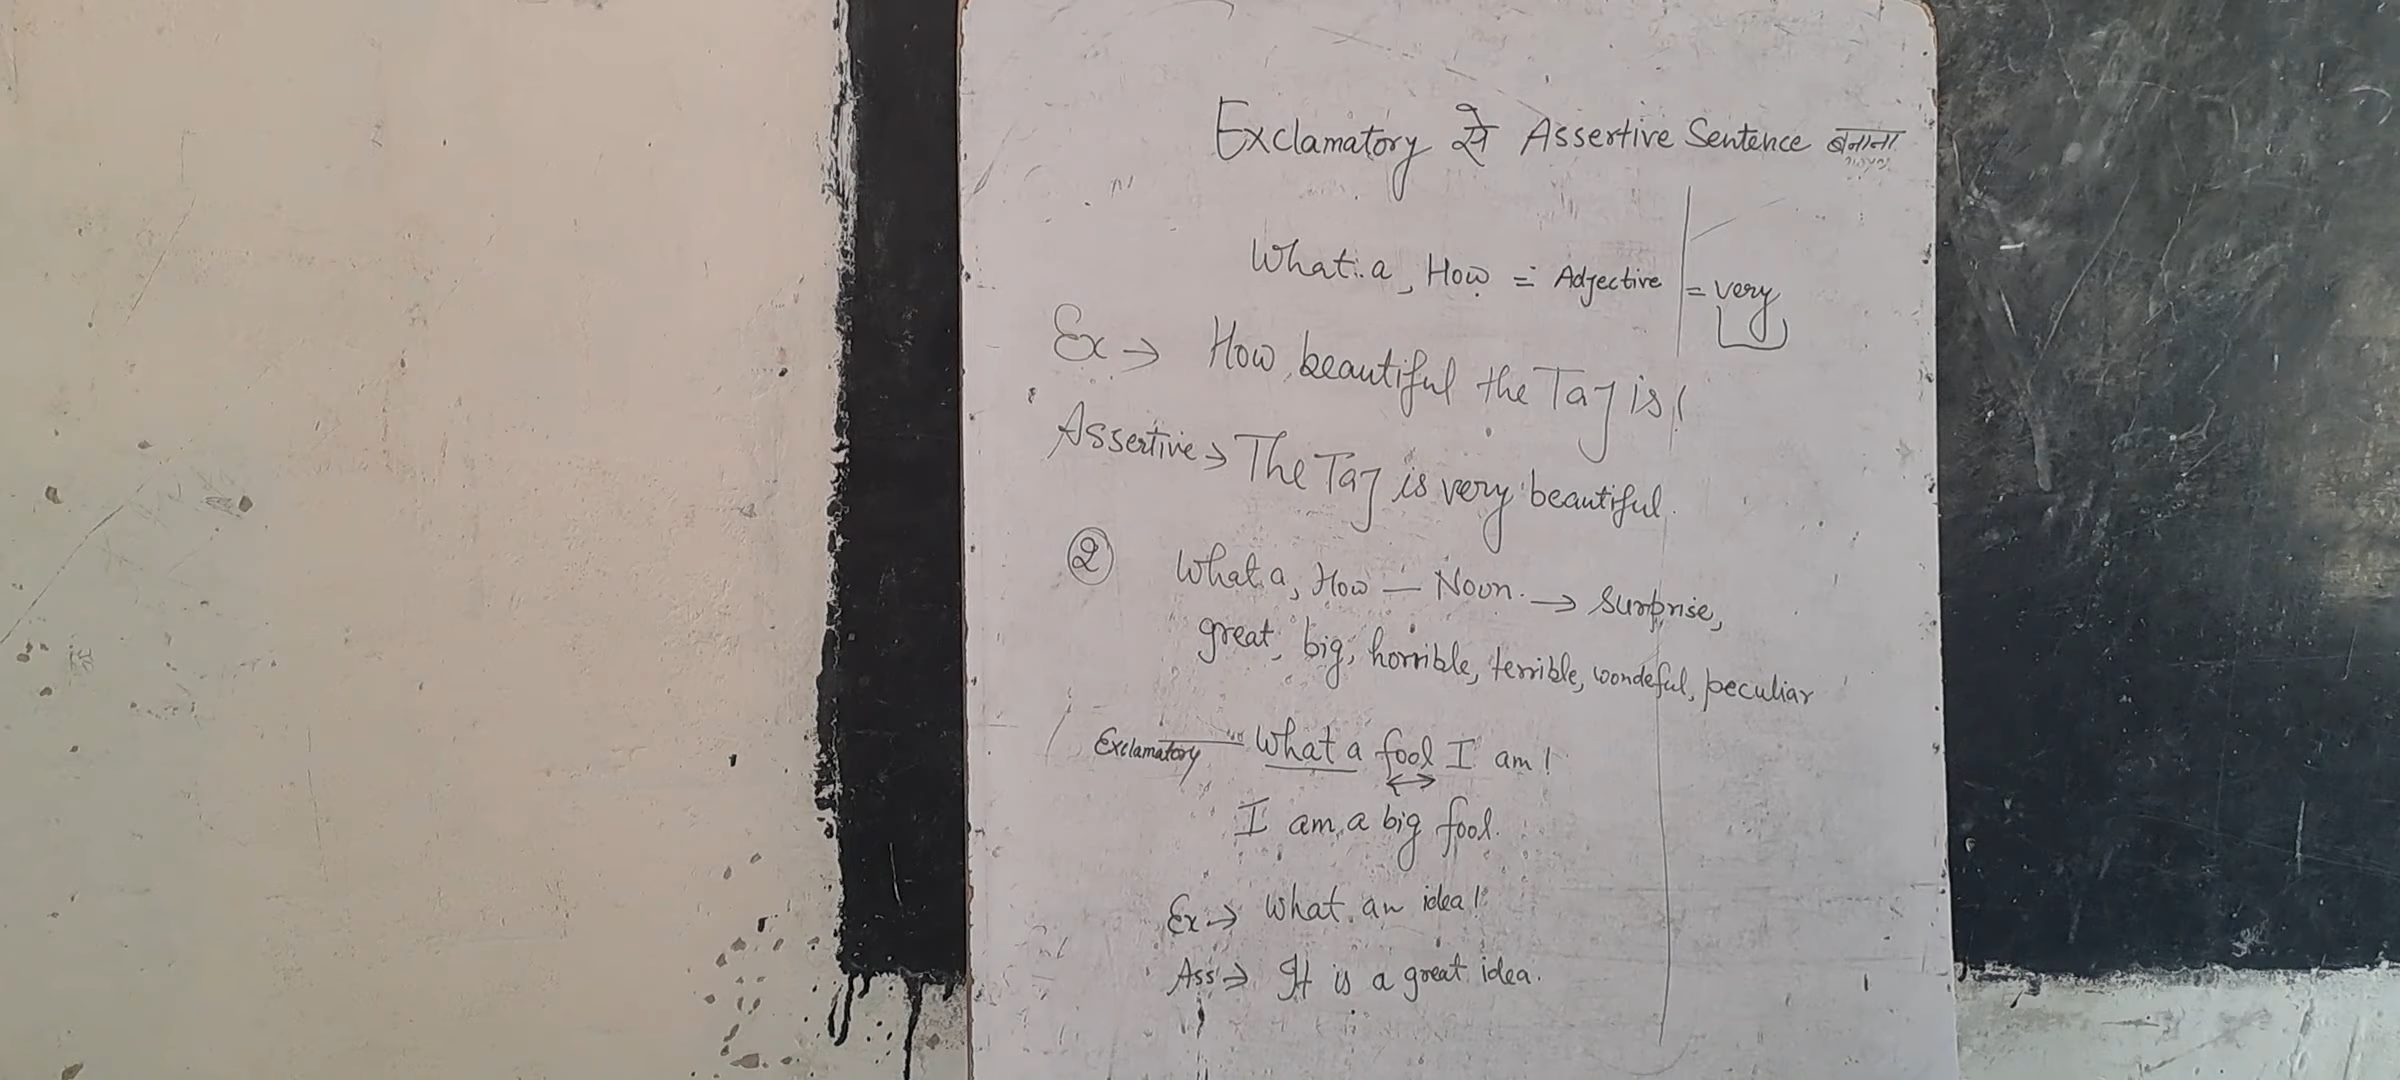 Exclamatory से Assertive Sentence बनाना
What a, How = Adjective = very
Ex → How beautiful the Taj is!
Assertive → The Taj is very beautiful.
② What a, How — Noun. → Surprise,
great, big, horrible, terrible, wondeful, peculiar
Exclamatory — What a fool I am!
I am a big fool.
Ex → What an idea!
Ass → It is a great idea.